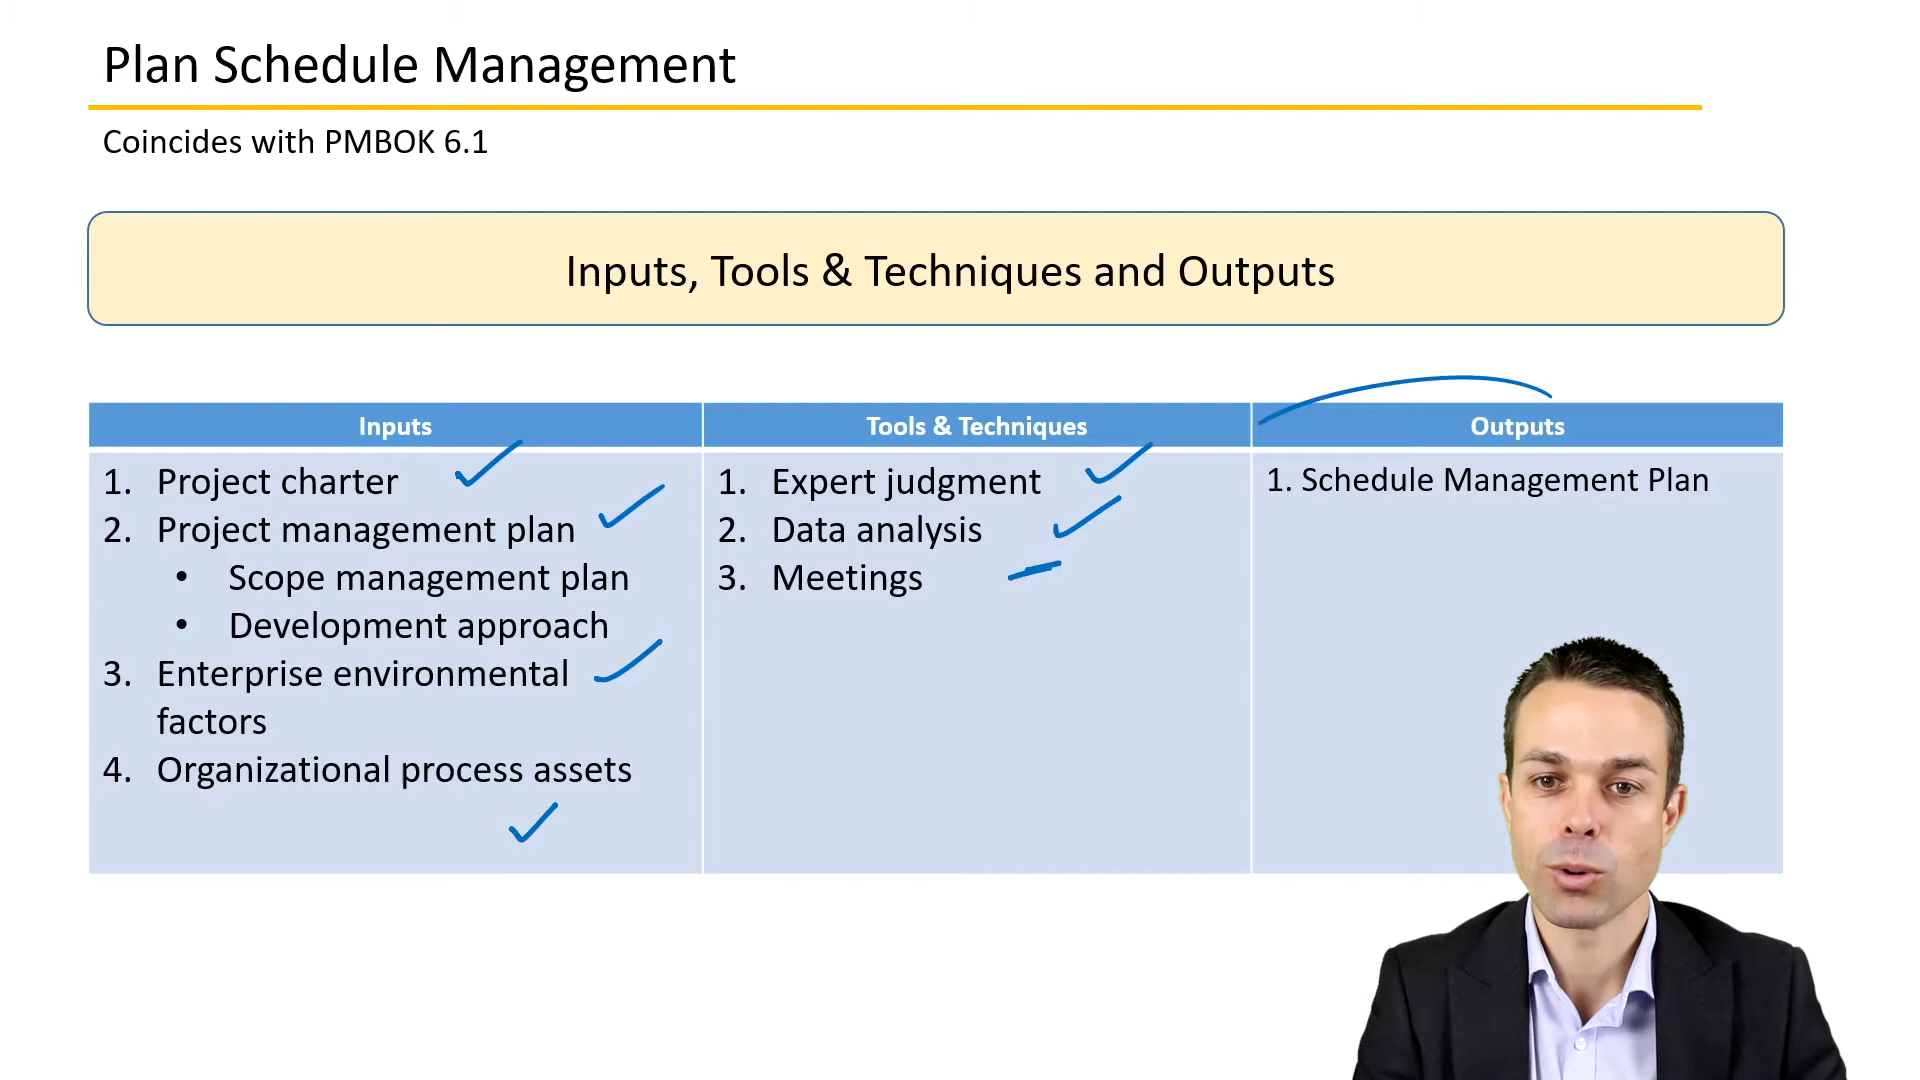 Plan Schedule Management
Coincides with PMBOK 6.1
Inputs, Tools & Techniques and Outputs
Inputs
1. Project charter
2. Project management plan
• Scope management plan
• Development approach
3. Enterprise environmental
factors
4. Organizational process assets
Tools & Techniques
1. Expert judgment
2. Data analysis
3. Meetings
Outputs
1. Schedule Management Plan